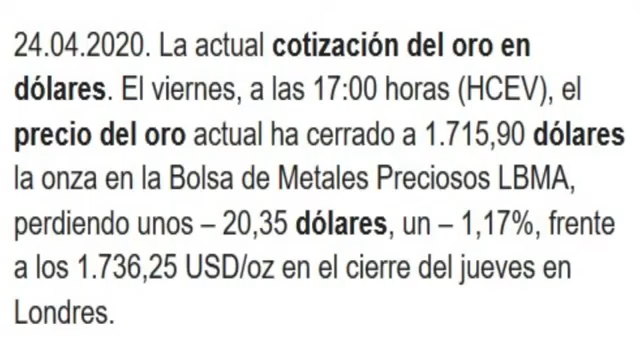 24.04.2020. La actual cotización del oro en
dólares. El viernes, a las 17:00 horas (HCEV), el
precio del oro actual ha cerrado a 1.715,90 dólares
la onza en la Bolsa de Metales Preciosos LBMA,
perdiendo unos – 20,35 dólares, un – 1,17%, frente
a los 1.736,25 USD/oz en el cierre del jueves en
Londres.